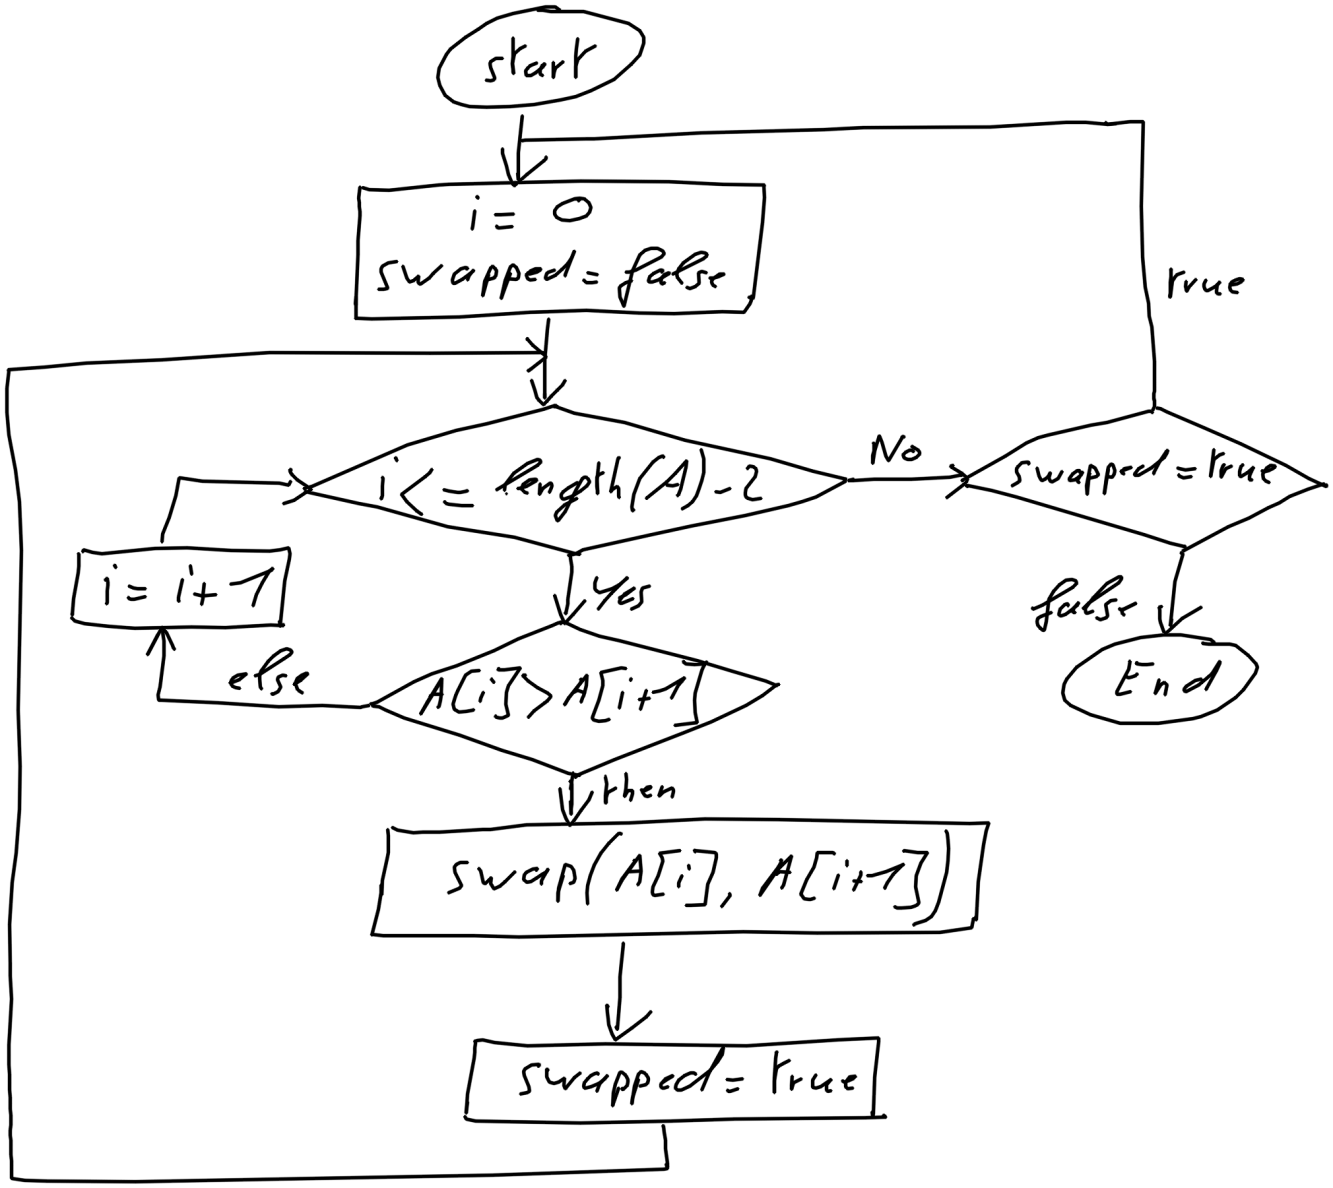 start
i = 0
swapped = false
true
i <= length(A) - 2
No
swapped = true
i = i + 1
Yes
false
else
A[i] > A[i+1]
End
then
swap(A[i], A[i+1])
swapped = true